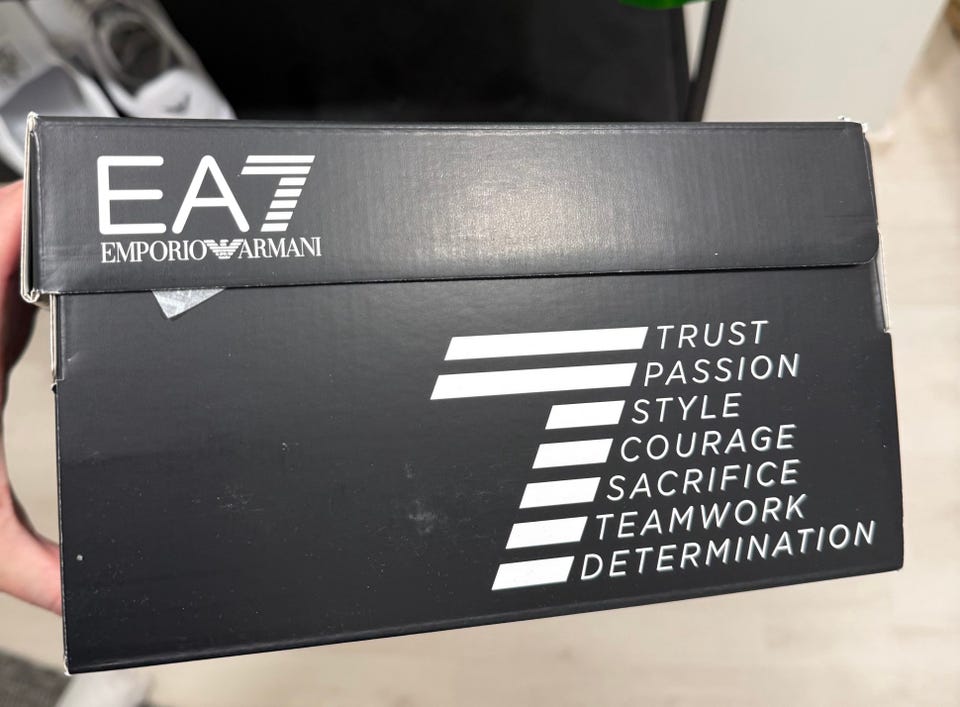 EA7
EMPORIO ARMANI
TRUST
PASSION
STYLE
COURAGE
SACRIFICE
TEAMWORK
DETERMINATION